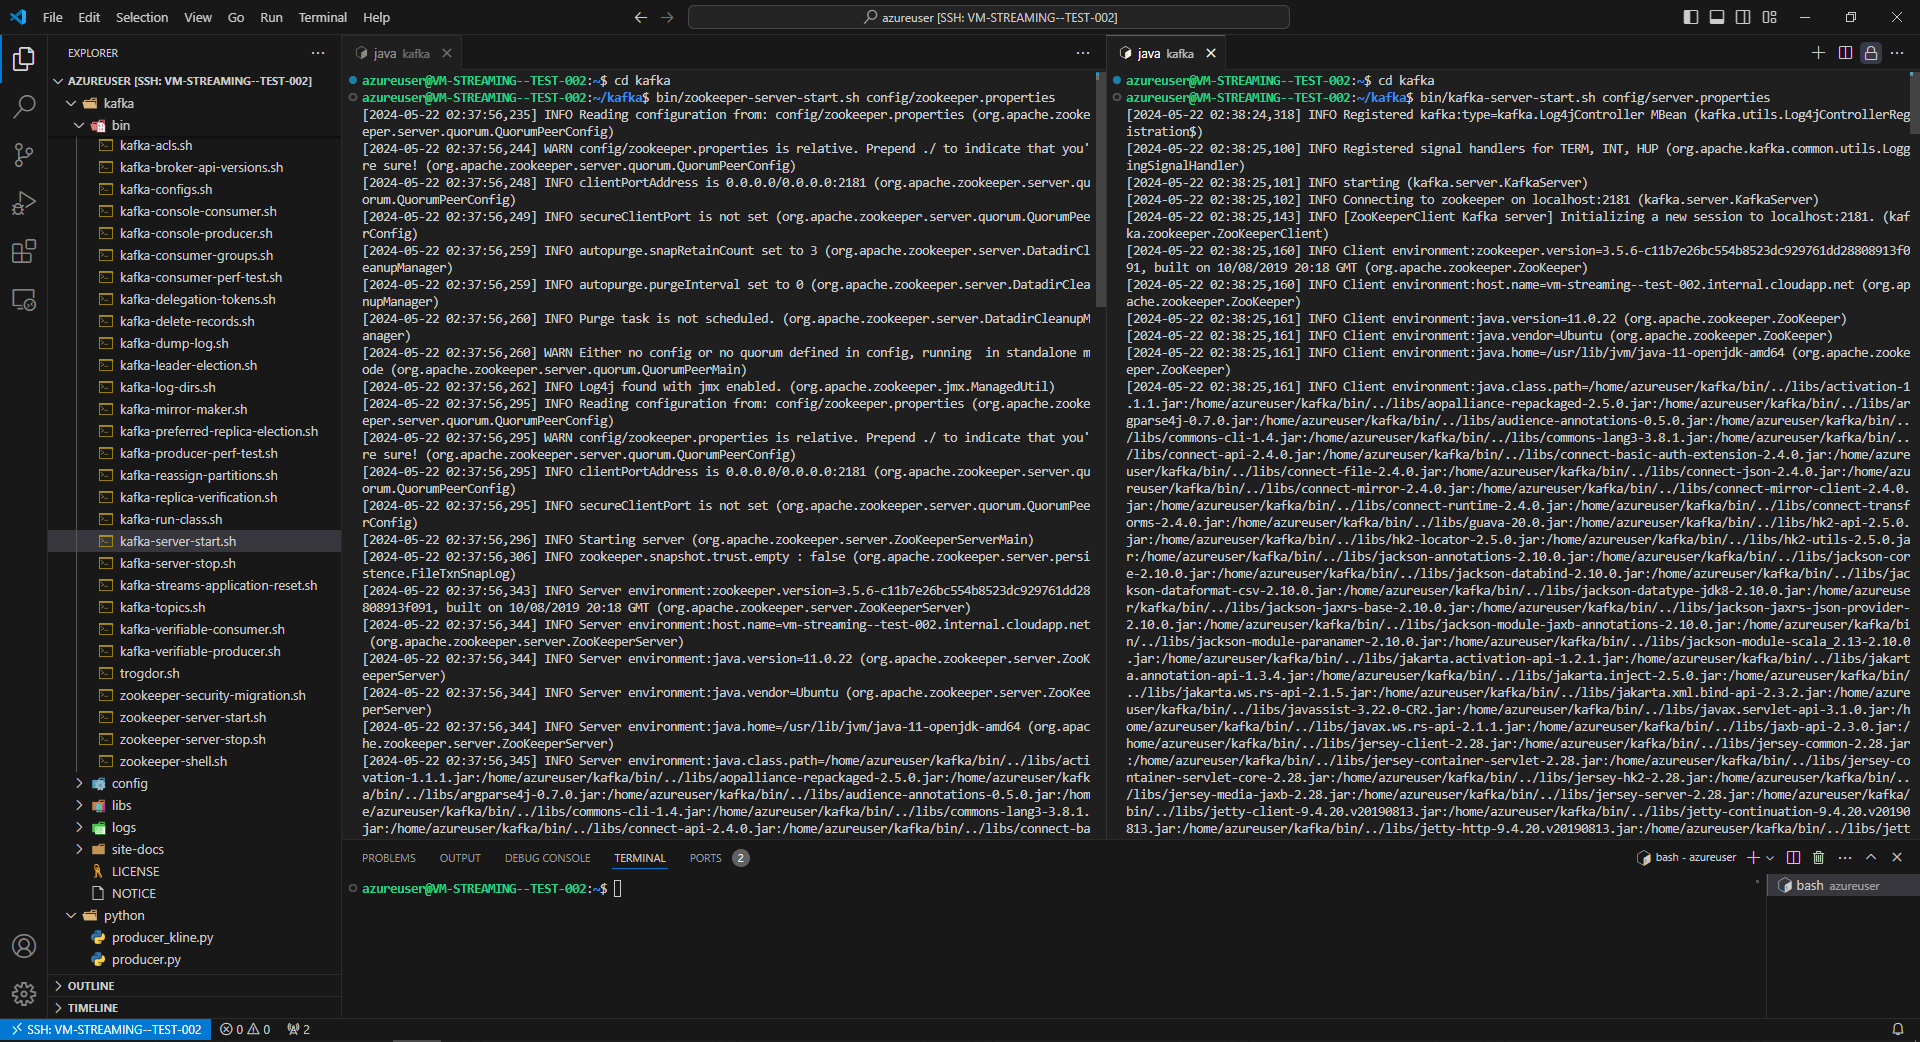 File Edit Selection View Go Run Terminal Help
azureuser [SSH: VM-STREAMING--TEST-002]
EXPLORER
AZUREUSER [SSH: VM-STREAMING--TEST-002]
kafka
bin
kafka-acls.sh
kafka-broker-api-versions.sh
kafka-configs.sh
kafka-console-consumer.sh
kafka-console-producer.sh
kafka-consumer-groups.sh
kafka-consumer-perf-test.sh
kafka-delegation-tokens.sh
kafka-delete-records.sh
kafka-dump-log.sh
kafka-leader-election.sh
kafka-log-dirs.sh
kafka-mirror-maker.sh
kafka-preferred-replica-election.sh
kafka-producer-perf-test.sh
kafka-reassign-partitions.sh
kafka-replica-verification.sh
kafka-run-class.sh
kafka-server-start.sh
kafka-server-stop.sh
kafka-streams-application-reset.sh
kafka-topics.sh
kafka-verifiable-consumer.sh
kafka-verifiable-producer.sh
trogdor.sh
zookeeper-security-migration.sh
zookeeper-server-start.sh
zookeeper-server-stop.sh
zookeeper-shell.sh
config
libs
logs
site-docs
LICENSE
NOTICE
python
producer_kline.py
producer.py
OUTLINE
TIMELINE
java kafka
azureuser@VM-STREAMING--TEST-002:~$ cd kafka
azureuser@VM-STREAMING--TEST-002:~/kafka$ bin/zookeeper-server-start.sh config/zookeeper.properties
[2024-05-22 02:37:56,235] INFO Reading configuration from: config/zookeeper.properties (org.apache.zooke
eper.server.quorum.QuorumPeerConfig)
[2024-05-22 02:37:56,244] WARN config/zookeeper.properties is relative. Prepend ./ to indicate that you'
re sure! (org.apache.zookeeper.server.quorum.QuorumPeerConfig)
[2024-05-22 02:37:56,248] INFO clientPortAddress is 0.0.0.0/0.0.0.0:2181 (org.apache.zookeeper.server.qu
orum.QuorumPeerConfig)
[2024-05-22 02:37:56,249] INFO secureClientPort is not set (org.apache.zookeeper.server.quorum.QuorumPee
rConfig)
[2024-05-22 02:37:56,259] INFO autopurge.snapRetainCount set to 3 (org.apache.zookeeper.server.DatadirCl
eanupManager)
[2024-05-22 02:37:56,259] INFO autopurge.purgeInterval set to 0 (org.apache.zookeeper.server.DatadirClea
nupManager)
[2024-05-22 02:37:56,260] INFO Purge task is not scheduled. (org.apache.zookeeper.server.DatadirCleanupM
anager)
[2024-05-22 02:37:56,260] WARN Either no config or no quorum defined in config, running  in standalone m
ode (org.apache.zookeeper.server.quorum.QuorumPeerMain)
[2024-05-22 02:37:56,262] INFO Log4j found with jmx enabled. (org.apache.zookeeper.jmx.ManagedUtil)
[2024-05-22 02:37:56,295] INFO Reading configuration from: config/zookeeper.properties (org.apache.zooke
eper.server.quorum.QuorumPeerConfig)
[2024-05-22 02:37:56,295] WARN config/zookeeper.properties is relative. Prepend ./ to indicate that you'
re sure! (org.apache.zookeeper.server.quorum.QuorumPeerConfig)
[2024-05-22 02:37:56,295] INFO clientPortAddress is 0.0.0.0/0.0.0.0:2181 (org.apache.zookeeper.server.qu
orum.QuorumPeerConfig)
[2024-05-22 02:37:56,295] INFO secureClientPort is not set (org.apache.zookeeper.server.quorum.QuorumPee
rConfig)
[2024-05-22 02:37:56,296] INFO Starting server (org.apache.zookeeper.server.ZooKeeperServerMain)
[2024-05-22 02:37:56,306] INFO zookeeper.snapshot.trust.empty : false (org.apache.zookeeper.server.persi
stence.FileTxnSnapLog)
[2024-05-22 02:37:56,343] INFO Server environment:zookeeper.version=3.5.6-c11b7e26bc554b8523dc929761dd28
808913f091, built on 10/08/2019 20:18 GMT (org.apache.zookeeper.server.ZooKeeperServer)
[2024-05-22 02:37:56,344] INFO Server environment:host.name=vm-streaming--test-002.internal.cloudapp.net
 (org.apache.zookeeper.server.ZooKeeperServer)
[2024-05-22 02:37:56,344] INFO Server environment:java.version=11.0.22 (org.apache.zookeeper.server.ZooK
eeperServer)
[2024-05-22 02:37:56,344] INFO Server environment:java.vendor=Ubuntu (org.apache.zookeeper.server.ZooKee
perServer)
[2024-05-22 02:37:56,344] INFO Server environment:java.home=/usr/lib/jvm/java-11-openjdk-amd64 (org.apac
he.zookeeper.server.ZooKeeperServer)
[2024-05-22 02:37:56,345] INFO Server environment:java.class.path=/home/azureuser/kafka/bin/../libs/acti
vation-1.1.1.jar:/home/azureuser/kafka/bin/../libs/aopalliance-repackaged-2.5.0.jar:/home/azureuser/kafk
a/bin/../libs/argparse4j-0.7.0.jar:/home/azureuser/kafka/bin/../libs/audience-annotations-0.5.0.jar:/hom
e/azureuser/kafka/bin/../libs/commons-cli-1.4.jar:/home/azureuser/kafka/bin/../libs/commons-lang3-3.8.1.
jar:/home/azureuser/kafka/bin/../libs/connect-api-2.4.0.jar:/home/azureuser/kafka/bin/../libs/connect-ba
java kafka
azureuser@VM-STREAMING--TEST-002:~$ cd kafka
azureuser@VM-STREAMING--TEST-002:~/kafka$ bin/kafka-server-start.sh config/server.properties
[2024-05-22 02:38:24,318] INFO Registered kafka:type=kafka.Log4jController MBean (kafka.utils.Log4jControllerReg
istration$)
[2024-05-22 02:38:25,100] INFO Registered signal handlers for TERM, INT, HUP (org.apache.kafka.common.utils.Logg
ingSignalHandler)
[2024-05-22 02:38:25,101] INFO starting (kafka.server.KafkaServer)
[2024-05-22 02:38:25,102] INFO Connecting to zookeeper on localhost:2181 (kafka.server.KafkaServer)
[2024-05-22 02:38:25,143] INFO [ZooKeeperClient Kafka server] Initializing a new session to localhost:2181. (kaf
ka.zookeeper.ZooKeeperClient)
[2024-05-22 02:38:25,160] INFO Client environment:zookeeper.version=3.5.6-c11b7e26bc554b8523dc929761dd28808913f0
91, built on 10/08/2019 20:18 GMT (org.apache.zookeeper.ZooKeeper)
[2024-05-22 02:38:25,160] INFO Client environment:host.name=vm-streaming--test-002.internal.cloudapp.net (org.ap
ache.zookeeper.ZooKeeper)
[2024-05-22 02:38:25,161] INFO Client environment:java.version=11.0.22 (org.apache.zookeeper.ZooKeeper)
[2024-05-22 02:38:25,161] INFO Client environment:java.vendor=Ubuntu (org.apache.zookeeper.ZooKeeper)
[2024-05-22 02:38:25,161] INFO Client environment:java.home=/usr/lib/jvm/java-11-openjdk-amd64 (org.apache.zooke
eper.ZooKeeper)
[2024-05-22 02:38:25,161] INFO Client environment:java.class.path=/home/azureuser/kafka/bin/../libs/activation-1
.1.1.jar:/home/azureuser/kafka/bin/../libs/aopalliance-repackaged-2.5.0.jar:/home/azureuser/kafka/bin/../libs/ar
gparse4j-0.7.0.jar:/home/azureuser/kafka/bin/../libs/audience-annotations-0.5.0.jar:/home/azureuser/kafka/bin/..
/libs/commons-cli-1.4.jar:/home/azureuser/kafka/bin/../libs/commons-lang3-3.8.1.jar:/home/azureuser/kafka/bin/..
/libs/connect-api-2.4.0.jar:/home/azureuser/kafka/bin/../libs/connect-basic-auth-extension-2.4.0.jar:/home/azure
user/kafka/bin/../libs/connect-file-2.4.0.jar:/home/azureuser/kafka/bin/../libs/connect-json-2.4.0.jar:/home/azu
reuser/kafka/bin/../libs/connect-mirror-2.4.0.jar:/home/azureuser/kafka/bin/../libs/connect-mirror-client-2.4.0.
jar:/home/azureuser/kafka/bin/../libs/connect-runtime-2.4.0.jar:/home/azureuser/kafka/bin/../libs/connect-transf
orms-2.4.0.jar:/home/azureuser/kafka/bin/../libs/guava-20.0.jar:/home/azureuser/kafka/bin/../libs/hk2-api-2.5.0.
jar:/home/azureuser/kafka/bin/../libs/hk2-locator-2.5.0.jar:/home/azureuser/kafka/bin/../libs/hk2-utils-2.5.0.ja
r:/home/azureuser/kafka/bin/../libs/jackson-annotations-2.10.0.jar:/home/azureuser/kafka/bin/../libs/jackson-cor
e-2.10.0.jar:/home/azureuser/kafka/bin/../libs/jackson-databind-2.10.0.jar:/home/azureuser/kafka/bin/../libs/jac
kson-dataformat-csv-2.10.0.jar:/home/azureuser/kafka/bin/../libs/jackson-datatype-jdk8-2.10.0.jar:/home/azureuse
r/kafka/bin/../libs/jackson-jaxrs-base-2.10.0.jar:/home/azureuser/kafka/bin/../libs/jackson-jaxrs-json-provider-
2.10.0.jar:/home/azureuser/kafka/bin/../libs/jackson-module-jaxb-annotations-2.10.0.jar:/home/azureuser/kafka/bi
n/../libs/jackson-module-paranamer-2.10.0.jar:/home/azureuser/kafka/bin/../libs/jackson-module-scala_2.13-2.10.0
.jar:/home/azureuser/kafka/bin/../libs/jakarta.activation-api-1.2.1.jar:/home/azureuser/kafka/bin/../libs/jakart
a.annotation-api-1.3.4.jar:/home/azureuser/kafka/bin/../libs/jakarta.inject-2.5.0.jar:/home/azureuser/kafka/bin/
../libs/jakarta.ws.rs-api-2.1.5.jar:/home/azureuser/kafka/bin/../libs/jakarta.xml.bind-api-2.3.2.jar:/home/azure
user/kafka/bin/../libs/javassist-3.22.0-CR2.jar:/home/azureuser/kafka/bin/../libs/javax.servlet-api-3.1.0.jar:/h
ome/azureuser/kafka/bin/../libs/javax.ws.rs-api-2.1.1.jar:/home/azureuser/kafka/bin/../libs/jaxb-api-2.3.0.jar:/
home/azureuser/kafka/bin/../libs/jersey-client-2.28.jar:/home/azureuser/kafka/bin/../libs/jersey-common-2.28.jar
:/home/azureuser/kafka/bin/../libs/jersey-container-servlet-2.28.jar:/home/azureuser/kafka/bin/../libs/jersey-co
ntainer-servlet-core-2.28.jar:/home/azureuser/kafka/bin/../libs/jersey-hk2-2.28.jar:/home/azureuser/kafka/bin/..
/libs/jersey-media-jaxb-2.28.jar:/home/azureuser/kafka/bin/../libs/jersey-server-2.28.jar:/home/azureuser/kafka/
bin/../libs/jetty-client-9.4.20.v20190813.jar:/home/azureuser/kafka/bin/../libs/jetty-continuation-9.4.20.v20190
813.jar:/home/azureuser/kafka/bin/../libs/jetty-http-9.4.20.v20190813.jar:/home/azureuser/kafka/bin/../libs/jett
PROBLEMS OUTPUT DEBUG CONSOLE TERMINAL PORTS 2
bash - azureuser
azureuser@VM-STREAMING--TEST-002:~$
bash azureuser
SSH: VM-STREAMING--TEST-002 0 0 2